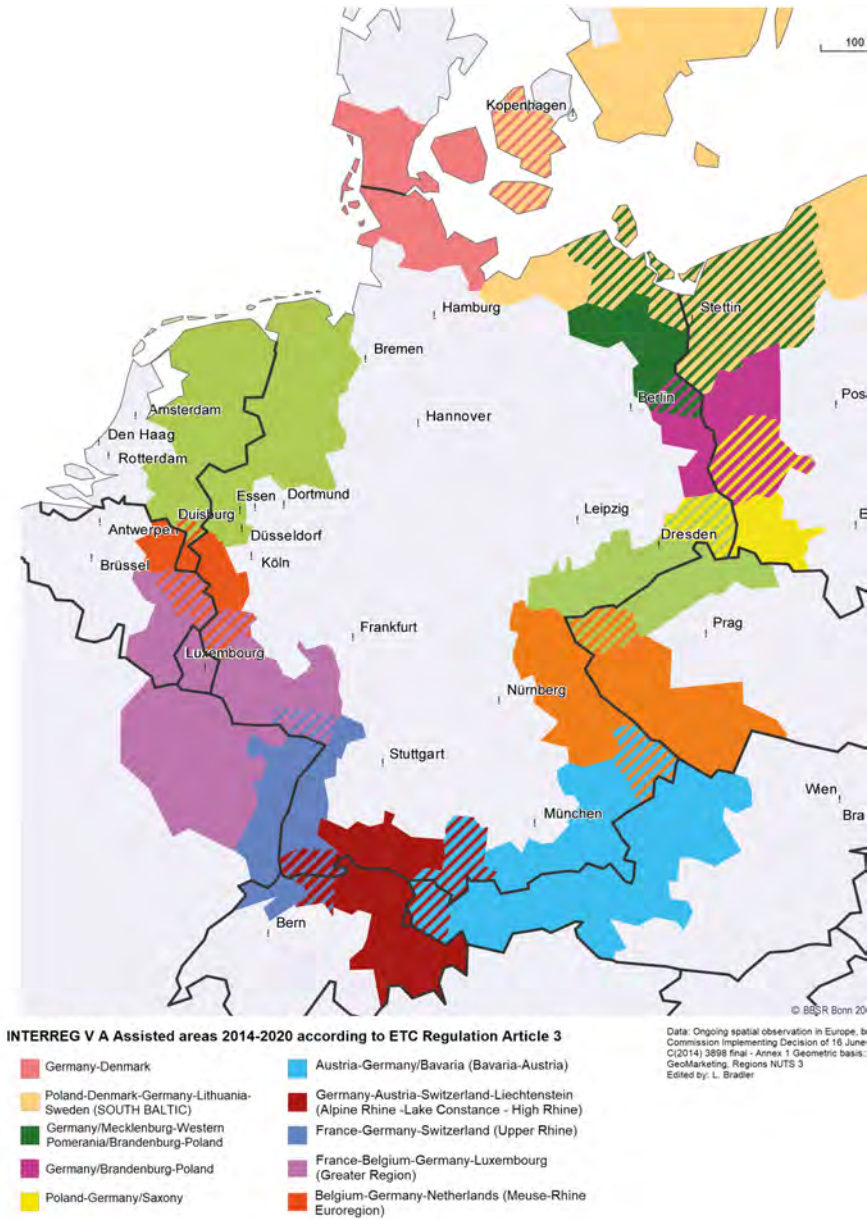 100
Kopenhagen
Stettin
Hamburg
Bremen
Berlin
Amsterdam
Hannover
Den Haag
Rotterdam
Essen
Dortmund
Leipzig
Duisburg
Antwerpen
Düsseldorf
Dresden
Brüssel
Köln
Prag
Frankfurt
Luxembourg
Nürnberg
Stuttgart
Wien
München
Bra
Bern
© BBSR Bonn 20
INTERREG V A Assisted areas 2014-2020 according to ETC Regulation Article 3
Germany-Denmark
Poland-Denmark-Germany-Lithuania-
Sweden (SOUTH BALTIC)
Germany/Mecklenburg-Western
Pomerania/Brandenburg-Poland
Germany/Brandenburg-Poland
Poland-Germany/Saxony
Austria-Germany/Bavaria (Bavaria-Austria)
Germany-Austria-Switzerland-Liechtenstein
(Alpine Rhine -Lake Constance - High Rhine)
France-Germany-Switzerland (Upper Rhine)
France-Belgium-Germany-Luxembourg
(Greater Region)
Belgium-Germany-Netherlands (Meuse-Rhine
Euroregion)
Data: Ongoing spatial observation in Europe,
Commission Implementing Decision of 16 June
C(2014) 3898 final - Annex 1 Geometric basis:
GeoMarketing, Regions NUTS 3
Edited by: L. Bradler